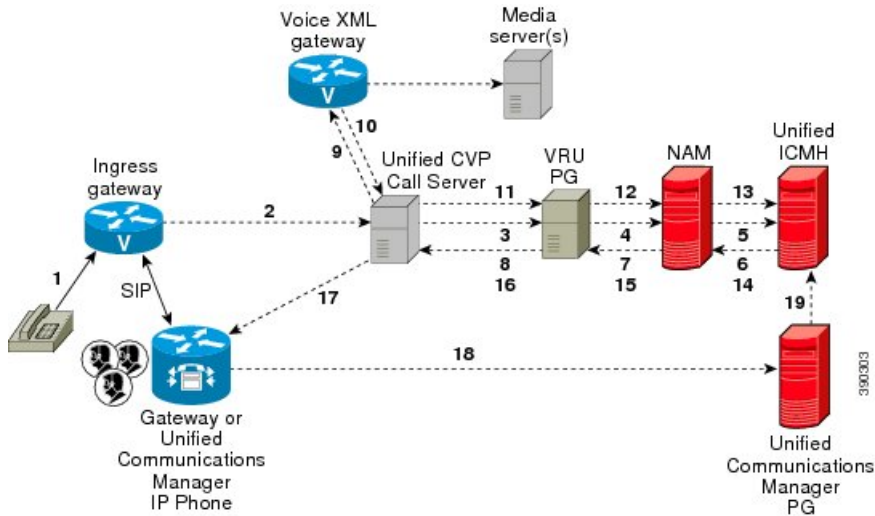 Voice XML
gateway
Media
server(s)
V
10
9
Ingress
gateway
Unified CVP
Call Server
VRU
PG
NAM
Unified
ICMH
2
11
12
13
V
3
4
5
1
8
7
6
SIP
17
16
15
14
19
18
390303
Gateway or
Unified
Communications
Manager
IP Phone
Unified
Communications
Manager
PG